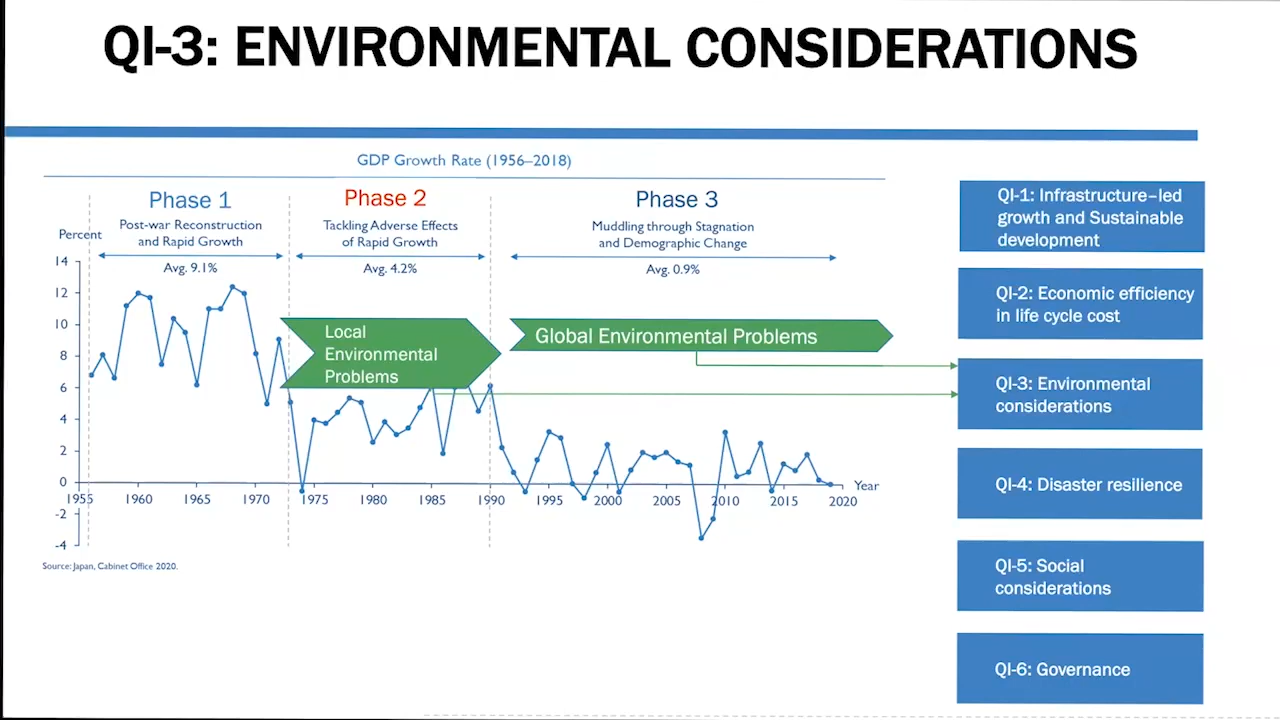 QI-3: ENVIRONMENTAL CONSIDERATIONS
GDP Growth Rate (1956–2018)
Phase 1
Post-war Reconstruction
and Rapid Growth
Avg. 9.1%
Phase 2
Tackling Adverse Effects
of Rapid Growth
Avg. 4.2%
Phase 3
Muddling through Stagnation
and Demographic Change
Avg. 0.9%
Percent
14
12
10
8
6
4
2
0
-2
-4
1955
1960
1965
1970
1975
1980
1985
1990
1995
2000
2005
2010
2015
2020
Year
Local
Environmental
Problems
Global Environmental Problems
Source: Japan, Cabinet Office 2020.
QI-1: Infrastructure-led
growth and Sustainable
development
QI-2: Economic efficiency
in life cycle cost
QI-3: Environmental
considerations
QI-4: Disaster resilience
QI-5: Social
considerations
QI-6: Governance